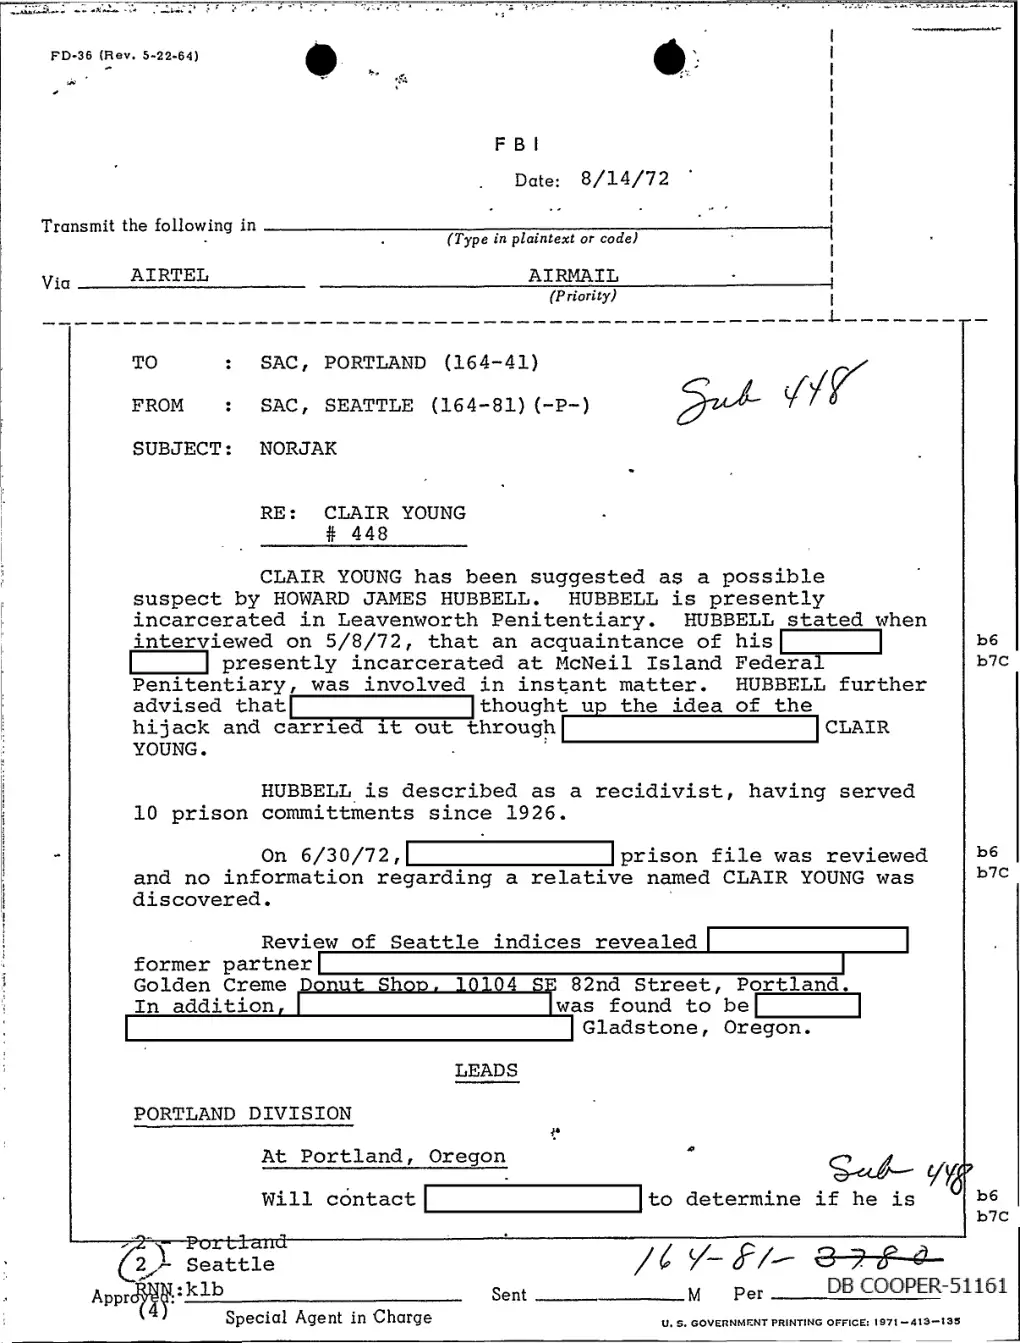 FD-36 (Rev. 5-22-64)
F B I
Date: 8/14/72
Transmit the following in
(Type in plaintext or code)
Via AIRTEL AIRMAIL
(Priority)
TO : SAC, PORTLAND (164-41)
FROM : SAC, SEATTLE (164-81) (-P-)
Sub 448
SUBJECT: NORJAK
RE: CLAIR YOUNG
# 448
CLAIR YOUNG has been suggested as a possible
suspect by HOWARD JAMES HUBBELL. HUBBELL is presently
incarcerated in Leavenworth Penitentiary. HUBBELL stated when
interviewed on 5/8/72, that an acquaintance of his b6
presently incarcerated at McNeil Island Federal b7C
Penitentiary, was involved in instant matter. HUBBELL further
advised that thought up the idea of the
hijack and carried it out through CLAIR
YOUNG.
HUBBELL is described as a recidivist, having served
10 prison committments since 1926.
On 6/30/72, prison file was reviewed b6
and no information regarding a relative named CLAIR YOUNG was b7C
discovered.
Review of Seattle indices revealed
former partner
Golden Creme Donut Shop, 10104 SE 82nd Street, Portland.
In addition, was found to be
Gladstone, Oregon.
LEADS
PORTLAND DIVISION
At Portland, Oregon
Sub 448
Will contact to determine if he is b6
b7C
2 - Portland
2 - Seattle
RNN:klb
(4)
164-81-3780
Approved: Sent M Per
DB COOPER-51161
Special Agent in Charge
U. S. GOVERNMENT PRINTING OFFICE: 1971-413-135